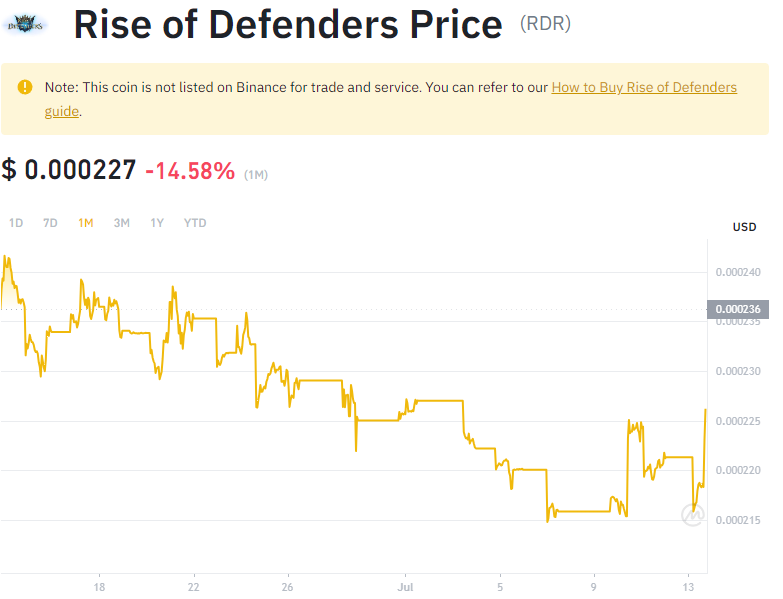 Rise of Defenders Price (RDR)
Note: This coin is not listed on Binance for trade and service. You can refer to our How to Buy Rise of Defenders
guide.
$ 0.000227 -14.58% (1M)
1D 7D 1M 3M 1Y YTD
USD
0.000240
0.000236
0.000235
0.000230
0.000225
0.000220
0.000215
18 22 26 Jul 5 9 13